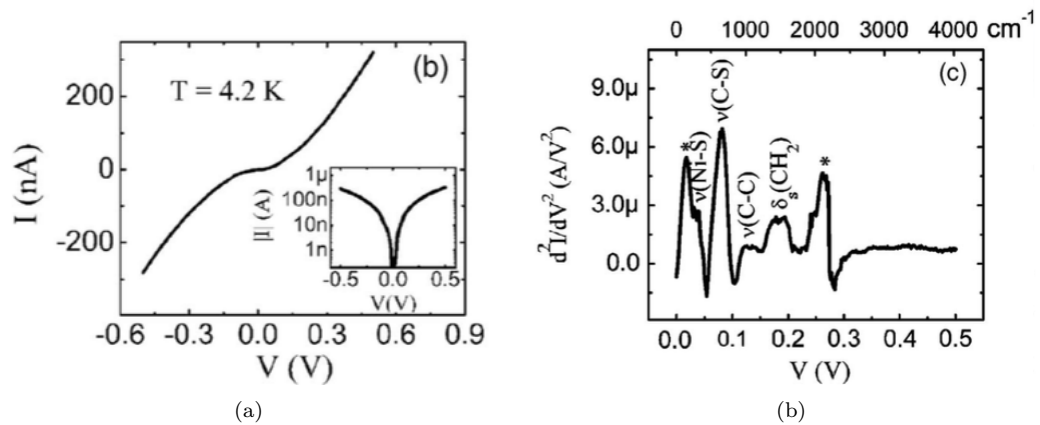 (b)
T = 4.2 K
200
0
-200
I (nA)
1μ
100n
10n
1n
|I| (A)
-0.5 0.0 0.5
V(V)
-0.6 -0.3 0.0 0.3 0.6 0.9
V (V)
(a)
0 1000 2000 3000 4000 cm⁻¹
(c)
9.0μ
6.0μ
3.0μ
0.0
d²I/dV² (A/V²)
*
ν(Ni-S)
ν(C-S)
ν(C-C)
δₛ(CH₂)
*
0.0 0.1 0.2 0.3 0.4 0.5
V (V)
(b)